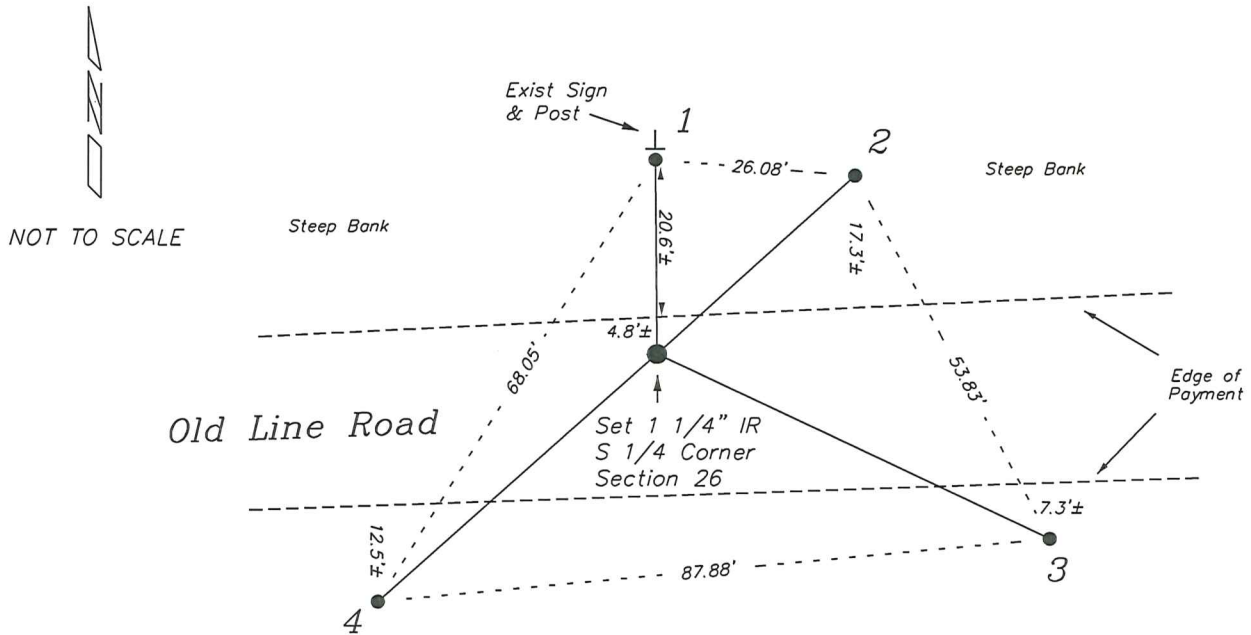 N
NOT TO SCALE
Exist Sign
& Post
1
2
26.08'
Steep Bank
Steep Bank
20.6'±
17.3'±
4.8'±
68.05'
53.83'
Edge of
Payment
Old Line Road
Set 1 1/4" IR
S 1/4 Corner
Section 26
12.5'±
7.3'±
87.88'
3
4